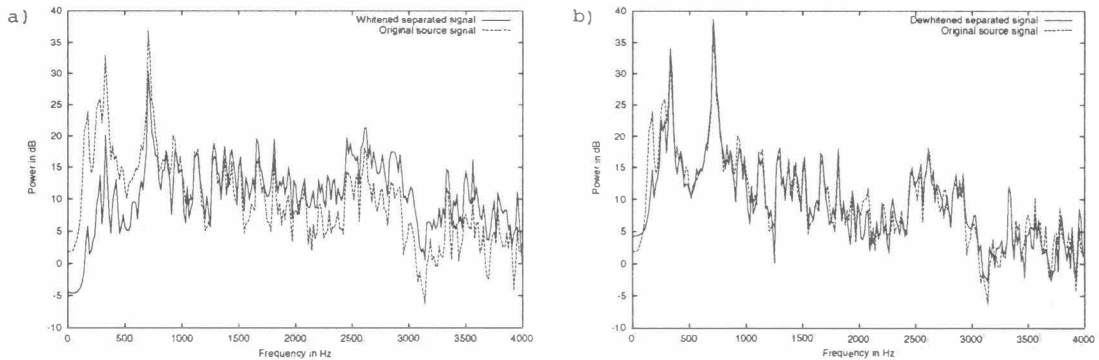 a)
Whitened separated signal
Original source signal
40
35
30
25
20
15
10
5
0
-5
-10
Power in dB
0 500 1000 1500 2000 2500 3000 3500 4000
Frequency in Hz
b)
Dewhitened separated signal
Original source signal
40
35
30
25
20
15
10
5
0
-5
-10
Power in dB
0 500 1000 1500 2000 2500 3000 3500 4000
Frequency in Hz